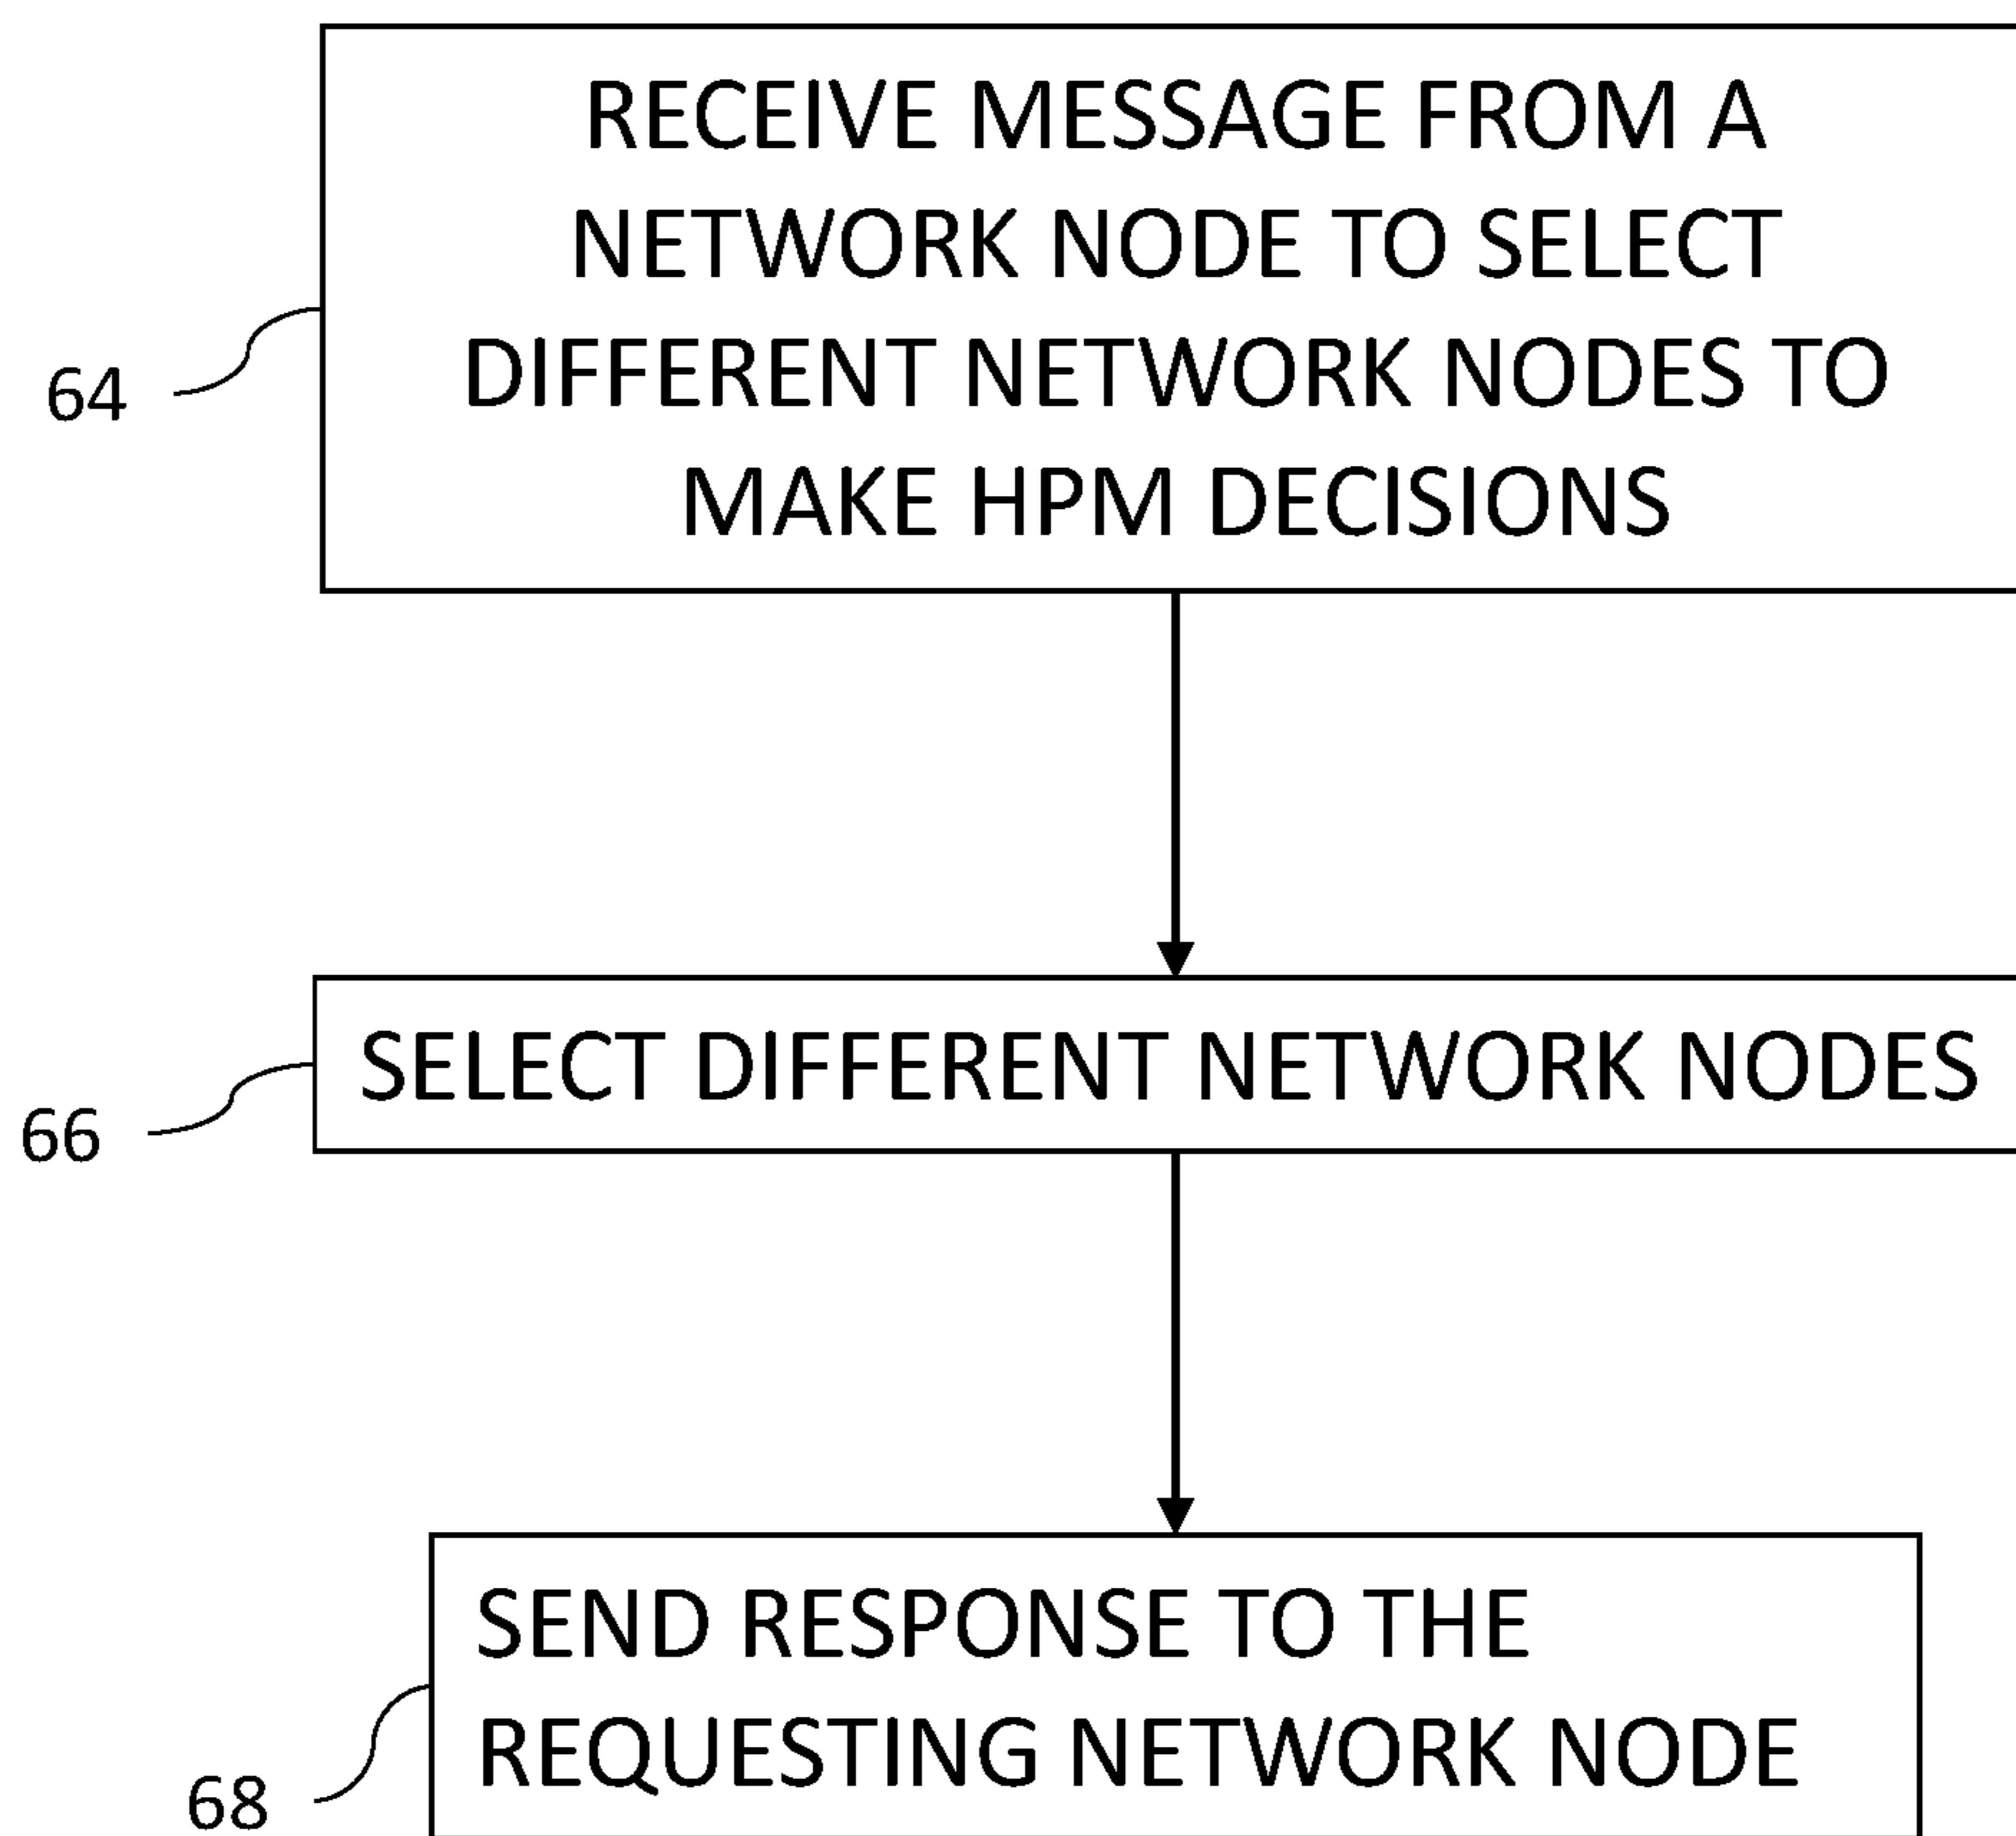 RECEIVE MESSAGE FROM A
NETWORK NODE TO SELECT
DIFFERENT NETWORK NODES TO
MAKE HPM DECISIONS
64
SELECT DIFFERENT NETWORK NODES
66
SEND RESPONSE TO THE
REQUESTING NETWORK NODE
68